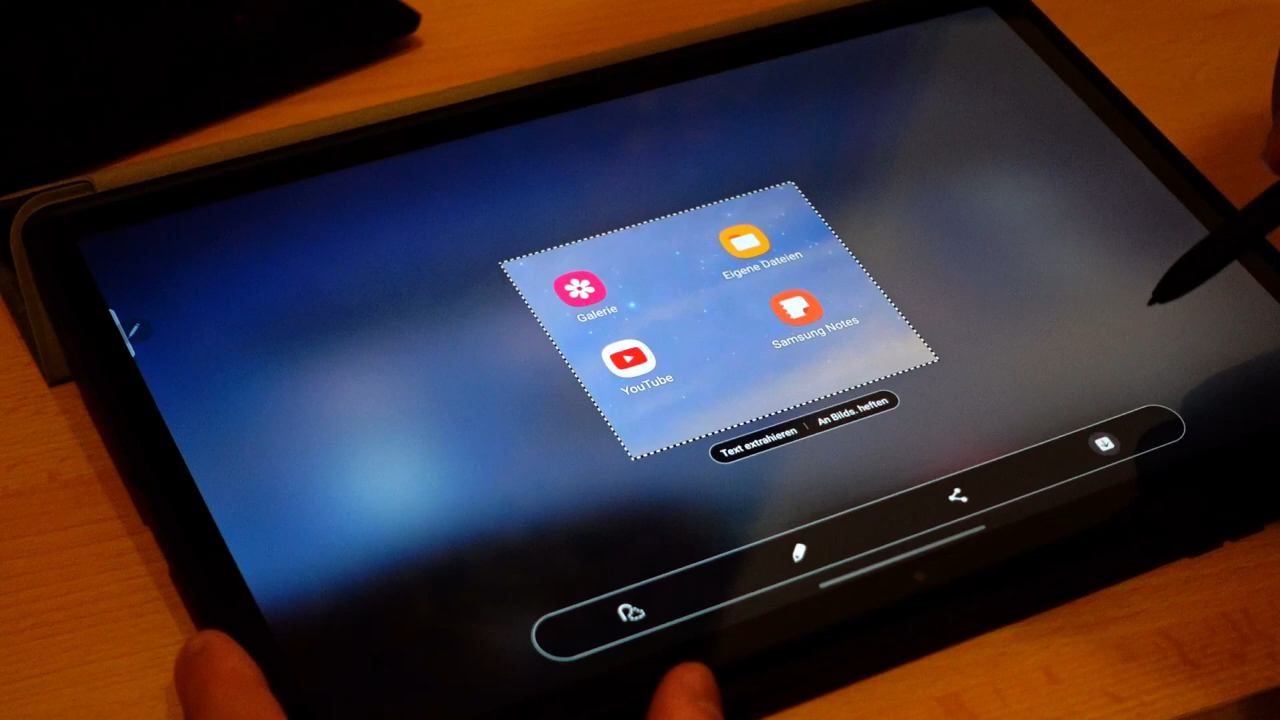 Galerie
Eigene Dateien
YouTube
Samsung Notes
Text extrahieren | An Bilds. heften